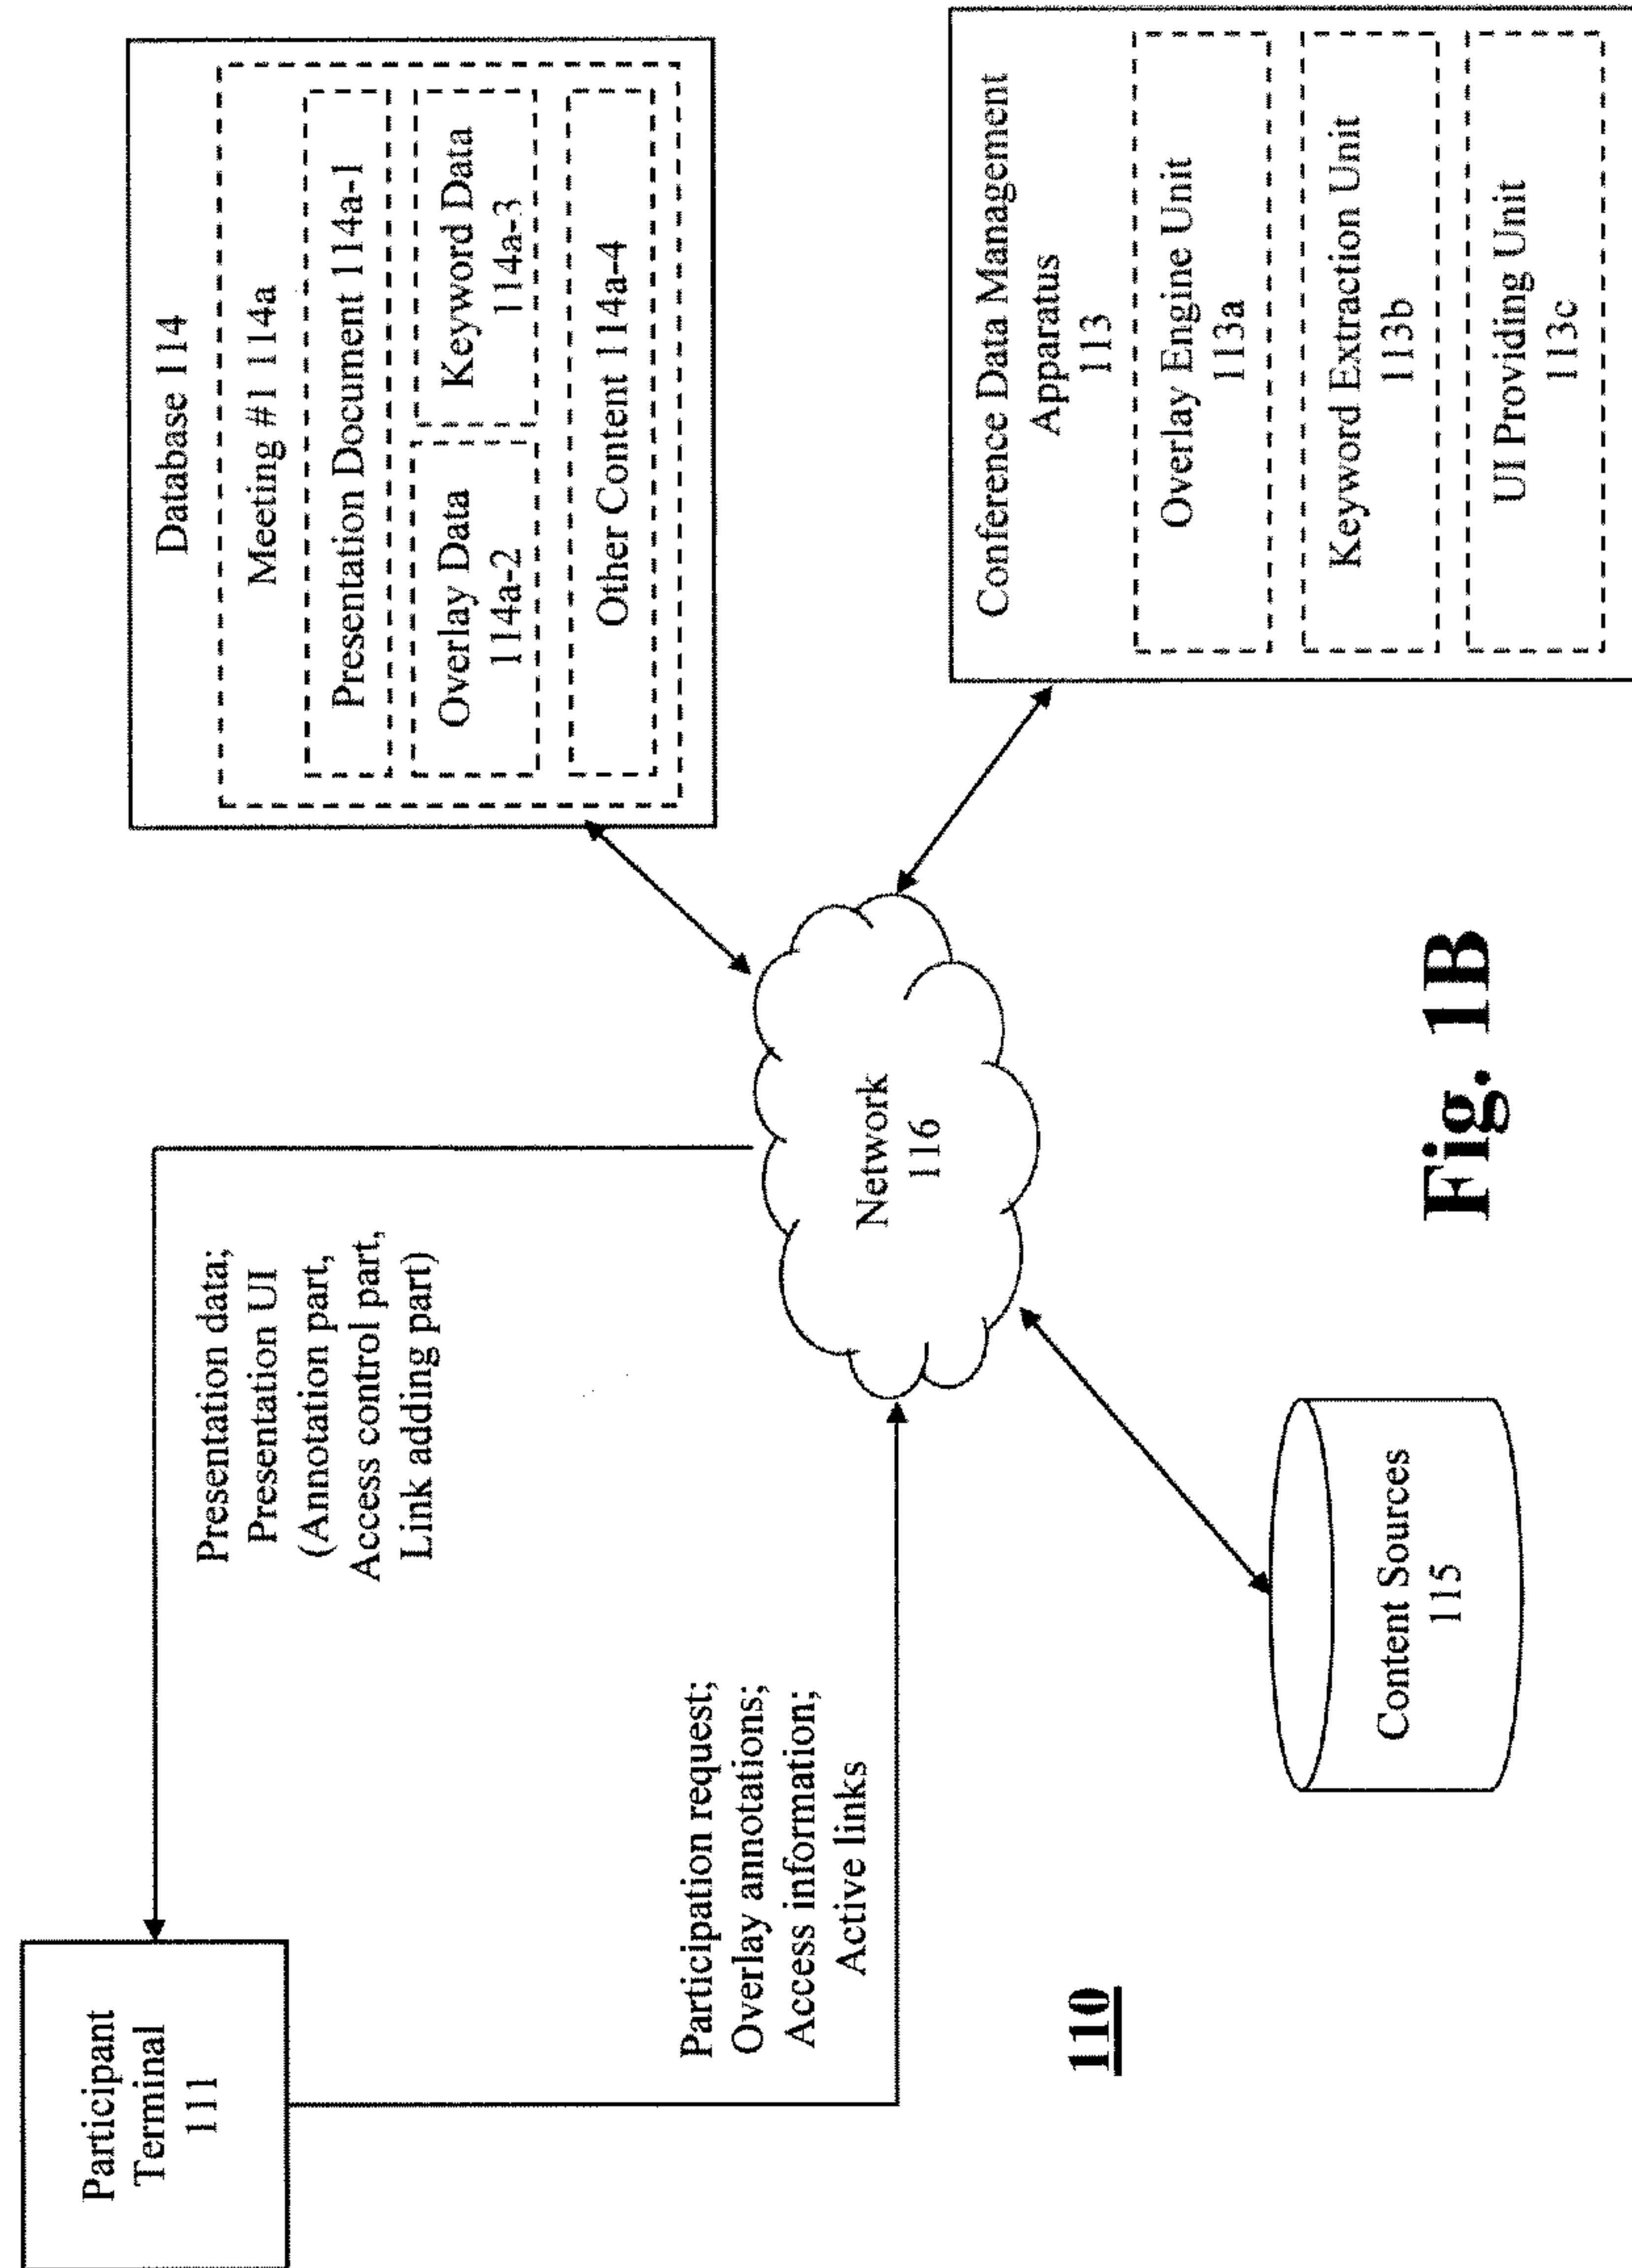 Participant
Terminal
111
Presentation data;
Presentation UI
(Annotation part,
Access control part,
Link adding part)
Participation request;
Overlay annotations;
Access information;
Active links
Database 114
Meeting #1 114a
Presentation Document 114a-1
Overlay Data
114a-2
Keyword Data
114a-3
Other Content 114a-4
Network
116
Conference Data Management
Apparatus
113
Overlay Engine Unit
113a
Keyword Extraction Unit
113b
UI Providing Unit
113c
Content Sources
115
110
Fig. 1B